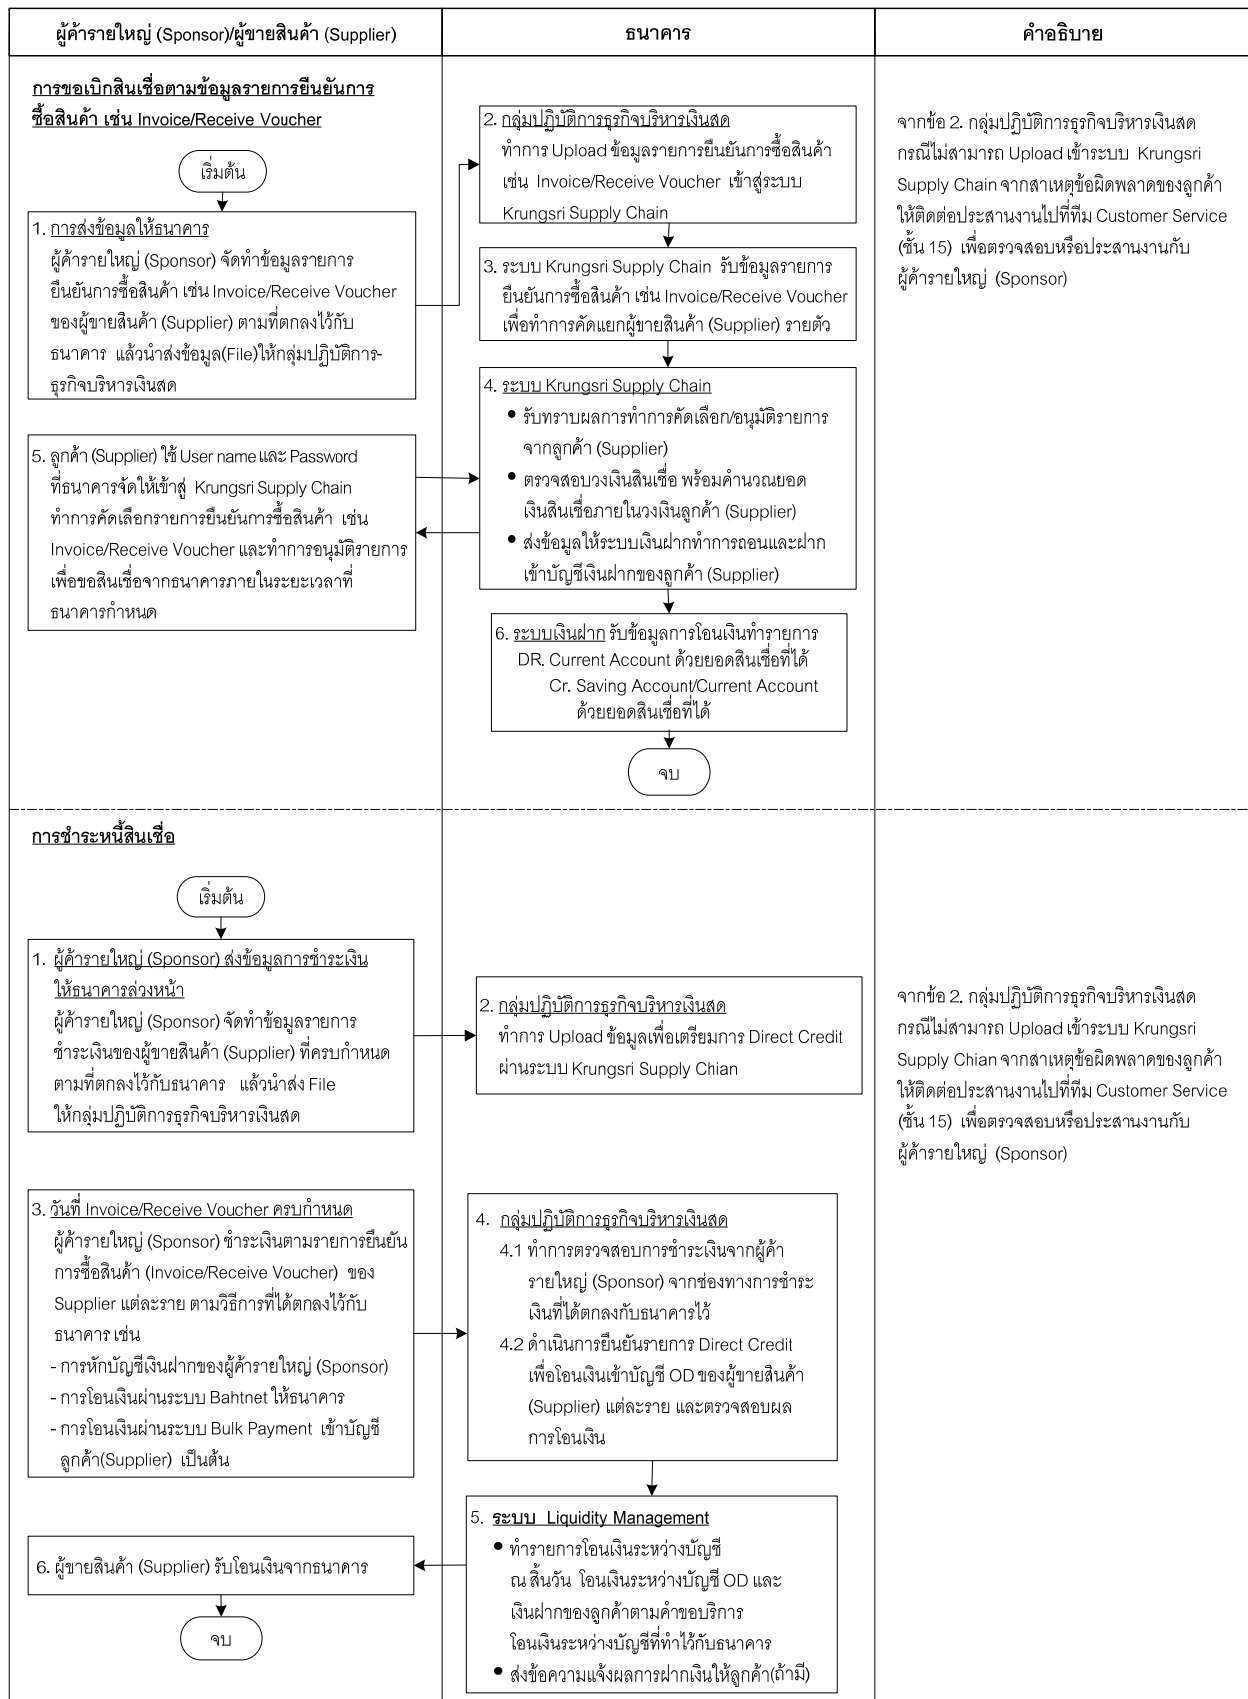 ผู้ค้ารายใหญ่ (Sponsor)/ผู้ขายสินค้า (Supplier)
ธนาคาร
คำอธิบาย
การขอเบิกสินเชื่อตามข้อมูลรายการยืนยันการ
ซื้อสินค้า เช่น Invoice/Receive Voucher
เริ่มต้น
1. การส่งข้อมูลให้ธนาคาร
ผู้ค้ารายใหญ่ (Sponsor) จัดทำข้อมูลรายการ
ยืนยันการซื้อสินค้า เช่น Invoice/Receive Voucher
ของผู้ขายสินค้า (Supplier) ตามที่ตกลงไว้กับ
ธนาคาร แล้วนำส่งข้อมูล(File)ให้กลุ่มปฏิบัติการ-
ธุรกิจบริหารเงินสด
2. กลุ่มปฏิบัติการธุรกิจบริหารเงินสด
ทำการ Upload ข้อมูลรายการยืนยันการซื้อสินค้า
เช่น Invoice/Receive Voucher เข้าสู่ระบบ
Krungsri Supply Chain
จากข้อ 2. กลุ่มปฏิบัติการธุรกิจบริหารเงินสด
กรณีไม่สามารถ Upload เข้าระบบ Krungsri
Supply Chain จากสาเหตุข้อผิดพลาดของลูกค้า
ให้ติดต่อประสานงานไปที่ทีม Customer Service
(ชั้น 15) เพื่อตรวจสอบหรือประสานงานกับ
ผู้ค้ารายใหญ่ (Sponsor)
3. ระบบ Krungsri Supply Chain รับข้อมูลรายการ
ยืนยันการซื้อสินค้า เช่น Invoice/Receive Voucher
เพื่อทำการคัดแยกผู้ขายสินค้า (Supplier) รายตัว
4. ระบบ Krungsri Supply Chain
• รับทราบผลการทำการคัดเลือก/อนุมัติรายการ
จากลูกค้า (Supplier)
• ตรวจสอบวงเงินสินเชื่อ พร้อมคำนวณยอด
เงินสินเชื่อภายในวงเงินลูกค้า (Supplier)
• ส่งข้อมูลให้ระบบเงินฝากทำการถอนและฝาก
เข้าบัญชีเงินฝากของลูกค้า (Supplier)
5. ลูกค้า (Supplier) ใช้ User name และ Password
ที่ธนาคารจัดให้เข้าสู่ Krungsri Supply Chain
ทำการคัดเลือกรายการยืนยันการซื้อสินค้า เช่น
Invoice/Receive Voucher และทำการอนุมัติรายการ
เพื่อขอสินเชื่อจากธนาคารภายในระยะเวลาที่
ธนาคารกำหนด
6. ระบบเงินฝาก รับข้อมูลการโอนเงินทำรายการ
DR. Current Account ด้วยยอดสินเชื่อที่ได้
Cr. Saving Account/Current Account
ด้วยยอดสินเชื่อที่ได้
จบ
การชำระหนี้สินเชื่อ
เริ่มต้น
1. ผู้ค้ารายใหญ่ (Sponsor) ส่งข้อมูลการชำระเงิน
ให้ธนาคารล่วงหน้า
ผู้ค้ารายใหญ่ (Sponsor) จัดทำข้อมูลรายการ
ชำระเงินของผู้ขายสินค้า (Supplier) ที่ครบกำหนด
ตามที่ตกลงไว้กับธนาคาร แล้วนำส่ง File
ให้กลุ่มปฏิบัติการธุรกิจบริหารเงินสด
2. กลุ่มปฏิบัติการธุรกิจบริหารเงินสด
ทำการ Upload ข้อมูลเพื่อเตรียมการ Direct Credit
ผ่านระบบ Krungsri Supply Chian
จากข้อ 2. กลุ่มปฏิบัติการธุรกิจบริหารเงินสด
กรณีไม่สามารถ Upload เข้าระบบ Krungsri
Supply Chian จากสาเหตุข้อผิดพลาดของลูกค้า
ให้ติดต่อประสานงานไปที่ทีม Customer Service
(ชั้น 15) เพื่อตรวจสอบหรือประสานงานกับ
ผู้ค้ารายใหญ่ (Sponsor)
3. วันที่ Invoice/Receive Voucher ครบกำหนด
ผู้ค้ารายใหญ่ (Sponsor) ชำระเงินตามรายการยืนยัน
การซื้อสินค้า (Invoice/Receive Voucher) ของ
Supplier แต่ละราย ตามวิธีการที่ได้ตกลงไว้กับ
ธนาคาร เช่น
- การหักบัญชีเงินฝากของผู้ค้ารายใหญ่ (Sponsor)
- การโอนเงินผ่านระบบ Bahtnet ให้ธนาคาร
- การโอนเงินผ่านระบบ Bulk Payment เข้าบัญชี
ลูกค้า(Supplier) เป็นต้น
4. กลุ่มปฏิบัติการธุรกิจบริหารเงินสด
4.1 ทำการตรวจสอบการชำระเงินจากผู้ค้า
รายใหญ่ (Sponsor) จากช่องทางการชำระ
เงินที่ได้ตกลงกับธนาคารไว้
4.2 ดำเนินการยืนยันรายการ Direct Credit
เพื่อโอนเงินเข้าบัญชี OD ของผู้ขายสินค้า
(Supplier) แต่ละราย และตรวจสอบผล
การโอนเงิน
5. ระบบ Liquidity Management
• ทำรายการโอนเงินระหว่างบัญชี
ณ สิ้นวัน โอนเงินระหว่างบัญชี OD และ
เงินฝากของลูกค้าตามคำขอบริการ
โอนเงินระหว่างบัญชีที่ทำไว้กับธนาคาร
• ส่งข้อความแจ้งผลการฝากเงินให้ลูกค้า(ถ้ามี)
6. ผู้ขายสินค้า (Supplier) รับโอนเงินจากธนาคาร
จบ